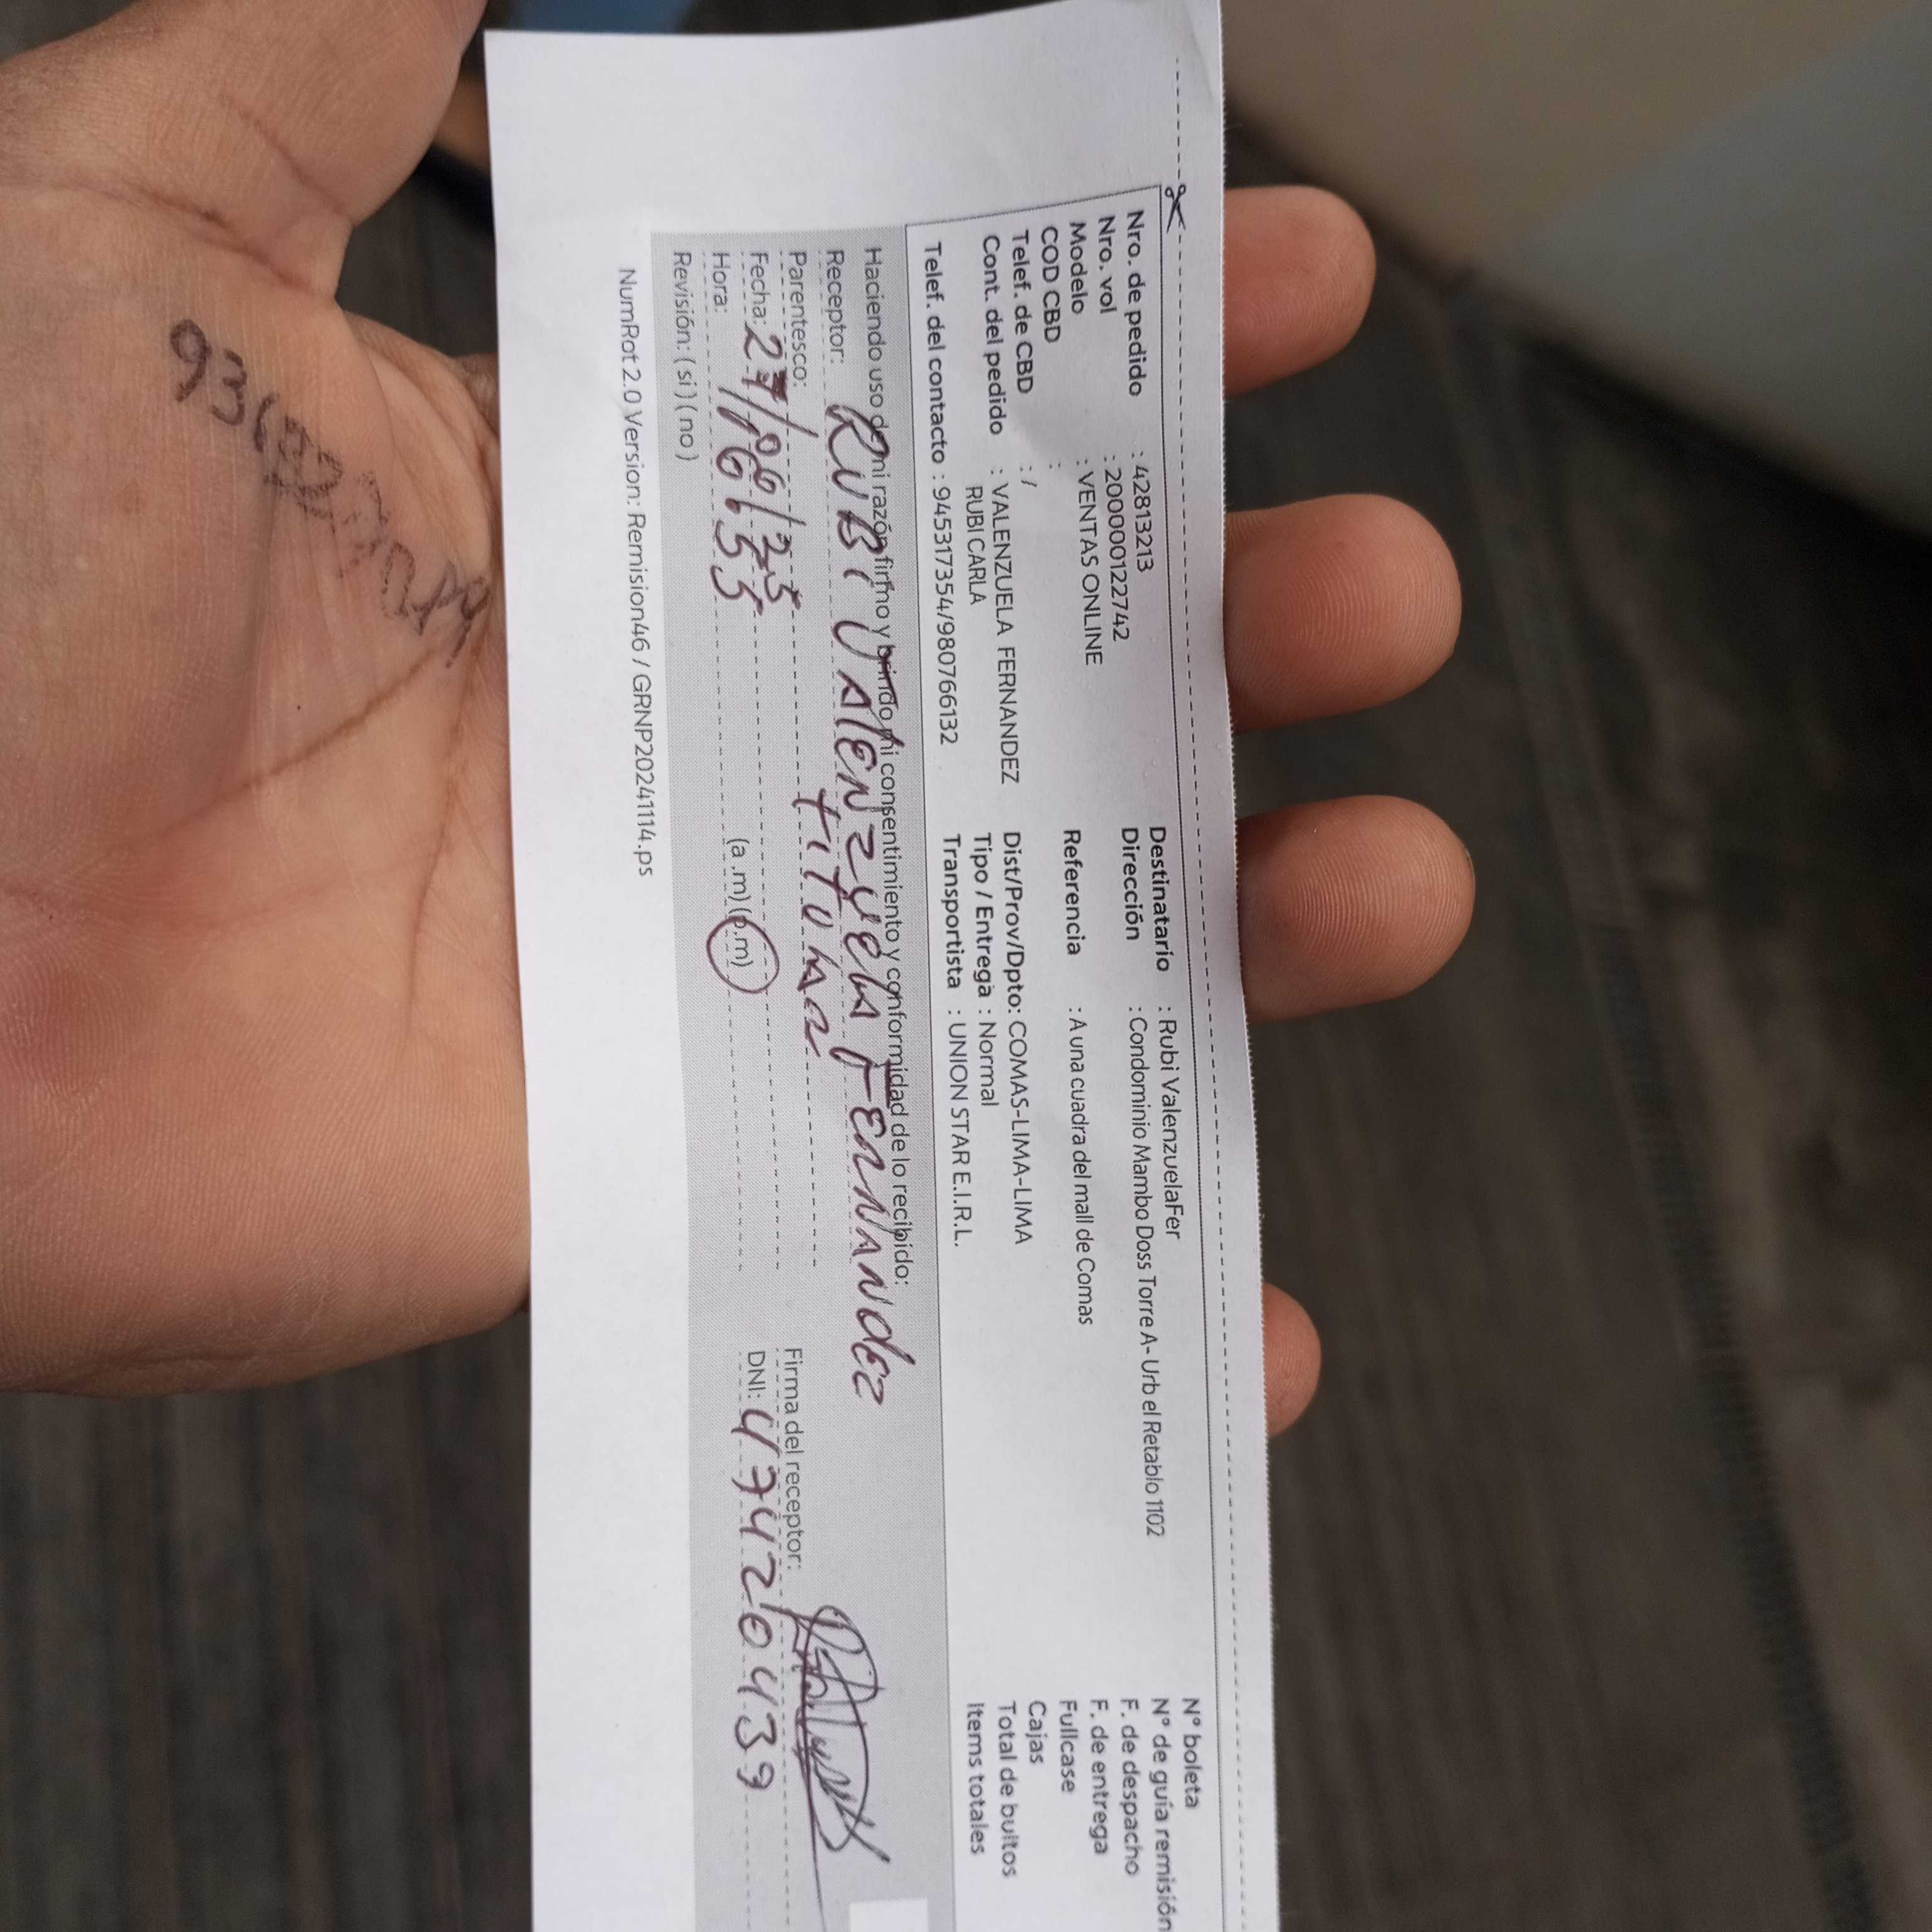 Nro. de pedido : 42813213
Nro. vol : 2000001122742
Modelo : VENTAS ONLINE
COD CBD :
Telef. de CBD : /
Cont. del pedido : VALENZUELA FERNANDEZ
RUBI CARLA
Telef. del contacto : 945317354/980766132
Destinatario : Rubi ValenzuelaFer
Dirección : Condominio Mambo Doss Torre A- Urb el Retablo 1102
Referencia : A una cuadra del mall de Comas
Dist/Prov/Dpto: COMAS-LIMA-LIMA
Tipo / Entrega : Normal
Transportista : UNION STAR E.I.R.L.
N° boleta
N° de guía remisión
F. de despacho
F. de entrega
Fullcase
Cajas
Total de bultos
Items totales
Haciendo uso de mi razón firmo y brindo mi consentimiento y conformidad de lo recibido:
Receptor: RUBI VALENZUELA FERNANDEZ
Parentesco: titular
Fecha: 27/09/25
Hora: 16 55 (a .m) (p.m)
Revisión: ( si ) ( no )
Firma del receptor:
DNI: 47420439
NumRot 2.0 Version: Remision46 / GRNP20241114.ps